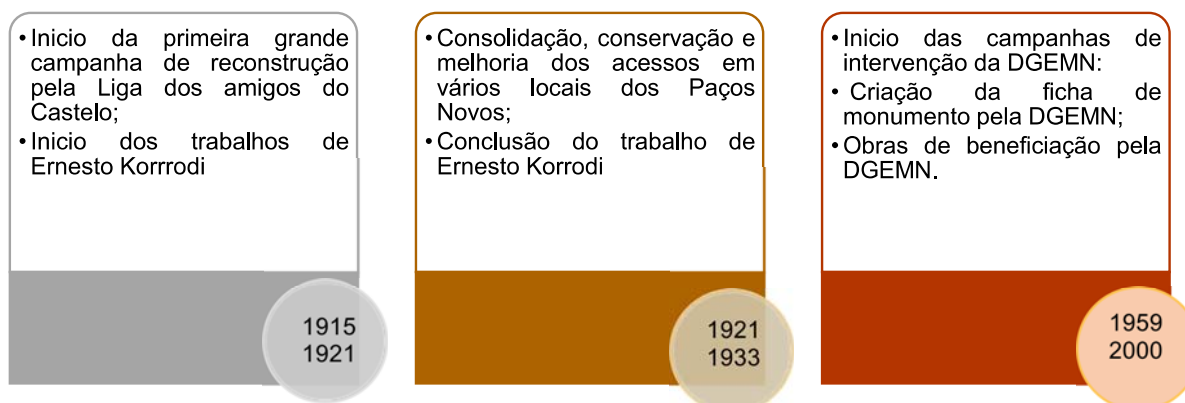 • Inicio da primeira grande
campanha de reconstrução
pela Liga dos amigos do
Castelo;
• Inicio dos trabalhos de
Ernesto Korrrodi
1915
1921
• Consolidação, conservação e
melhoria dos acessos em
vários locais dos Paços
Novos;
• Conclusão do trabalho de
Ernesto Korrodi
1921
1933
• Inicio das campanhas de
intervenção da DGEMN:
• Criação da ficha de
monumento pela DGEMN;
• Obras de beneficiação pela
DGEMN.
1959
2000